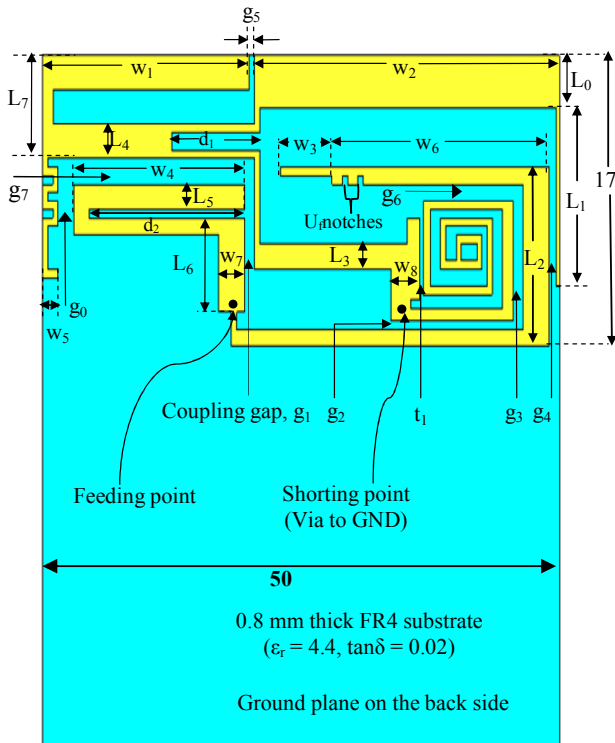 g5
w1
w2
L0
L7
L4
d1
w3
w6
17
g7
w4
L5
g6
L1
d2
Uf notches
L6
w7
L3
w8
L2
g0
w5
Coupling gap, g1
g2
t1
g3
g4
Feeding point
Shorting point
(Via to GND)
50
0.8 mm thick FR4 substrate
(εr = 4.4, tanδ = 0.02)
Ground plane on the back side